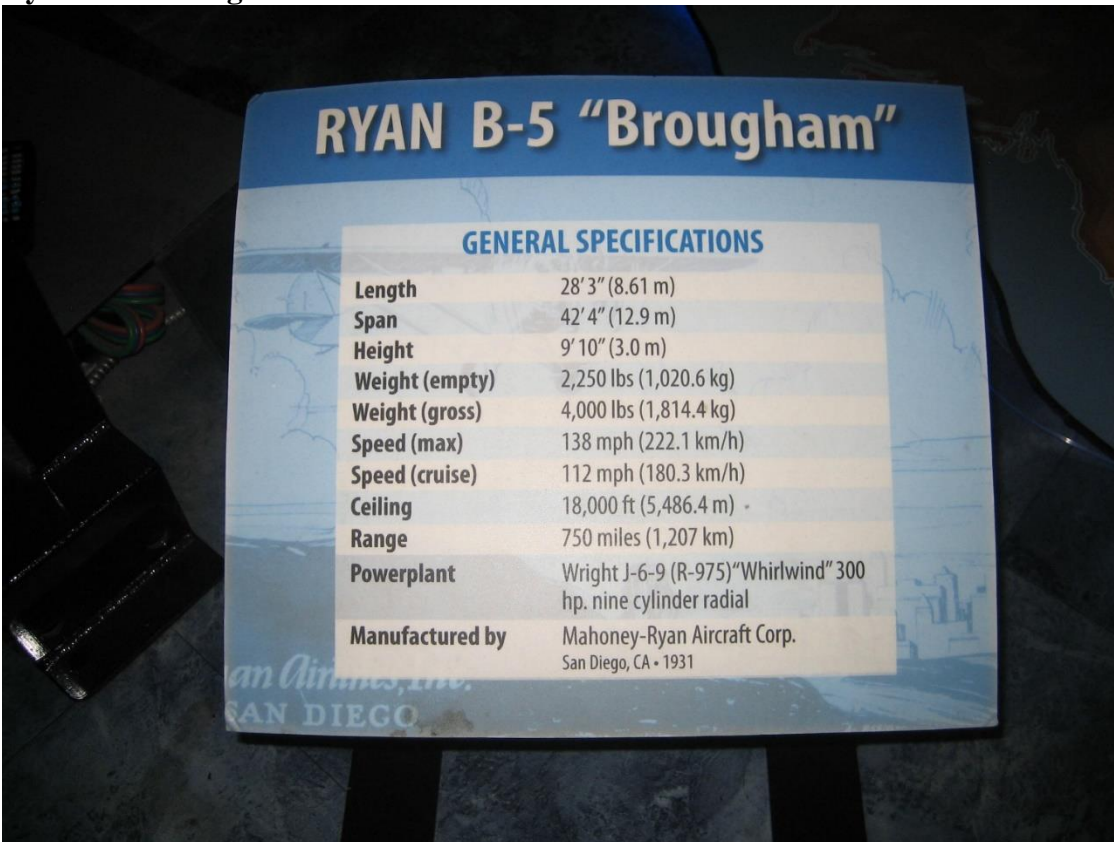 RYAN B-5 “Brougham”
GENERAL SPECIFICATIONS
Length 28’ 3” (8.61 m)
Span 42’ 4” (12.9 m)
Height 9’ 10” (3.0 m)
Weight (empty) 2,250 lbs (1,020.6 kg)
Weight (gross) 4,000 lbs (1,814.4 kg)
Speed (max) 138 mph (222.1 km/h)
Speed (cruise) 112 mph (180.3 km/h)
Ceiling 18,000 ft (5,486.4 m)
Range 750 miles (1,207 km)
Powerplant Wright J-6-9 (R-975)“Whirlwind” 300
hp. nine cylinder radial
Manufactured by Mahoney-Ryan Aircraft Corp.
San Diego, CA • 1931
an Airlines, Inc.
SAN DIEGO